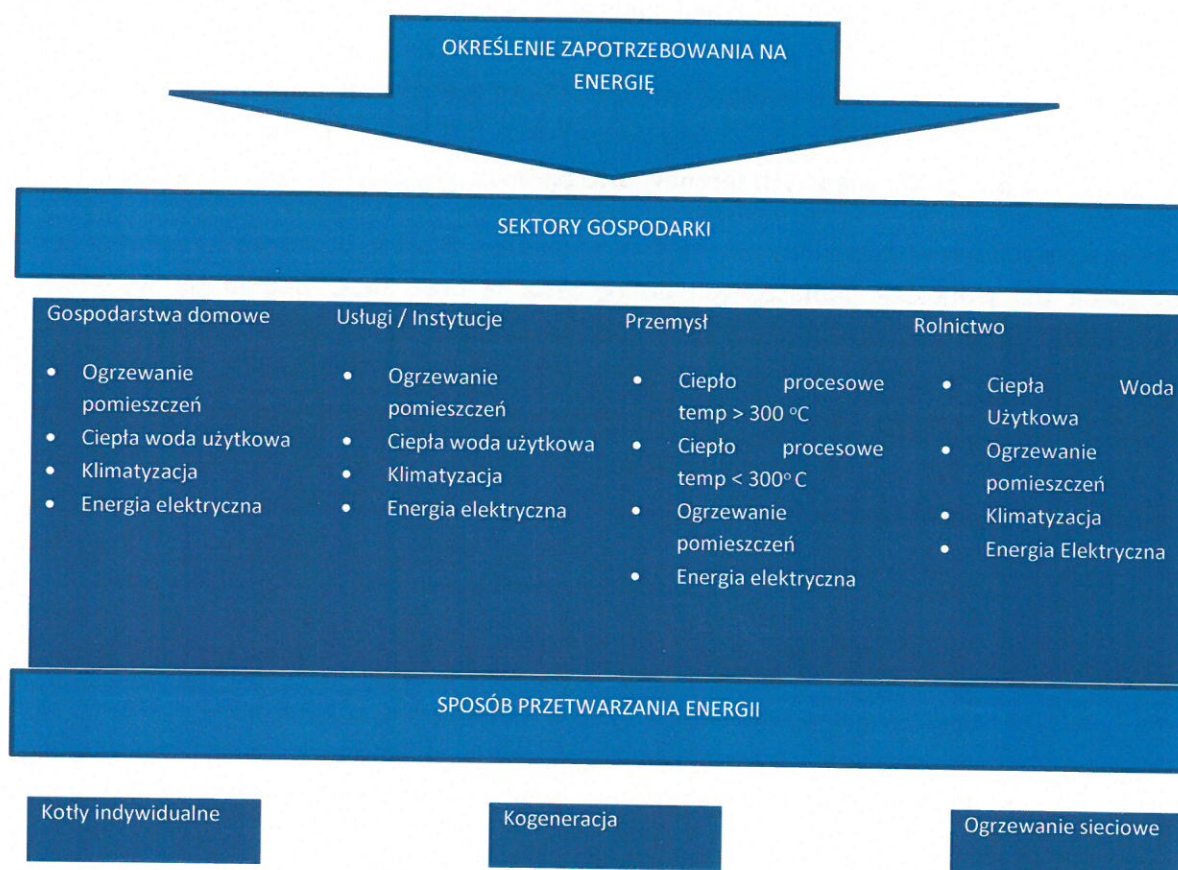 OKREŚLENIE ZAPOTRZEBOWANIA NA
ENERGIĘ
SEKTORY GOSPODARKI
Gospodarstwa domowe
• Ogrzewanie
pomieszczeń
• Ciepła woda użytkowa
• Klimatyzacja
• Energia elektryczna
Usługi / Instytucje
• Ogrzewanie
pomieszczeń
• Ciepła woda użytkowa
• Klimatyzacja
• Energia elektryczna
Przemysł
• Ciepło procesowe
temp > 300 °C
• Ciepło procesowe
temp < 300° C
• Ogrzewanie
pomieszczeń
• Energia elektryczna
Rolnictwo
• Ciepła Woda
Użytkowa
• Ogrzewanie
pomieszczeń
• Klimatyzacja
• Energia Elektryczna
SPOSÓB PRZETWARZANIA ENERGII
Kotły indywidualne
Kogeneracja
Ogrzewanie sieciowe